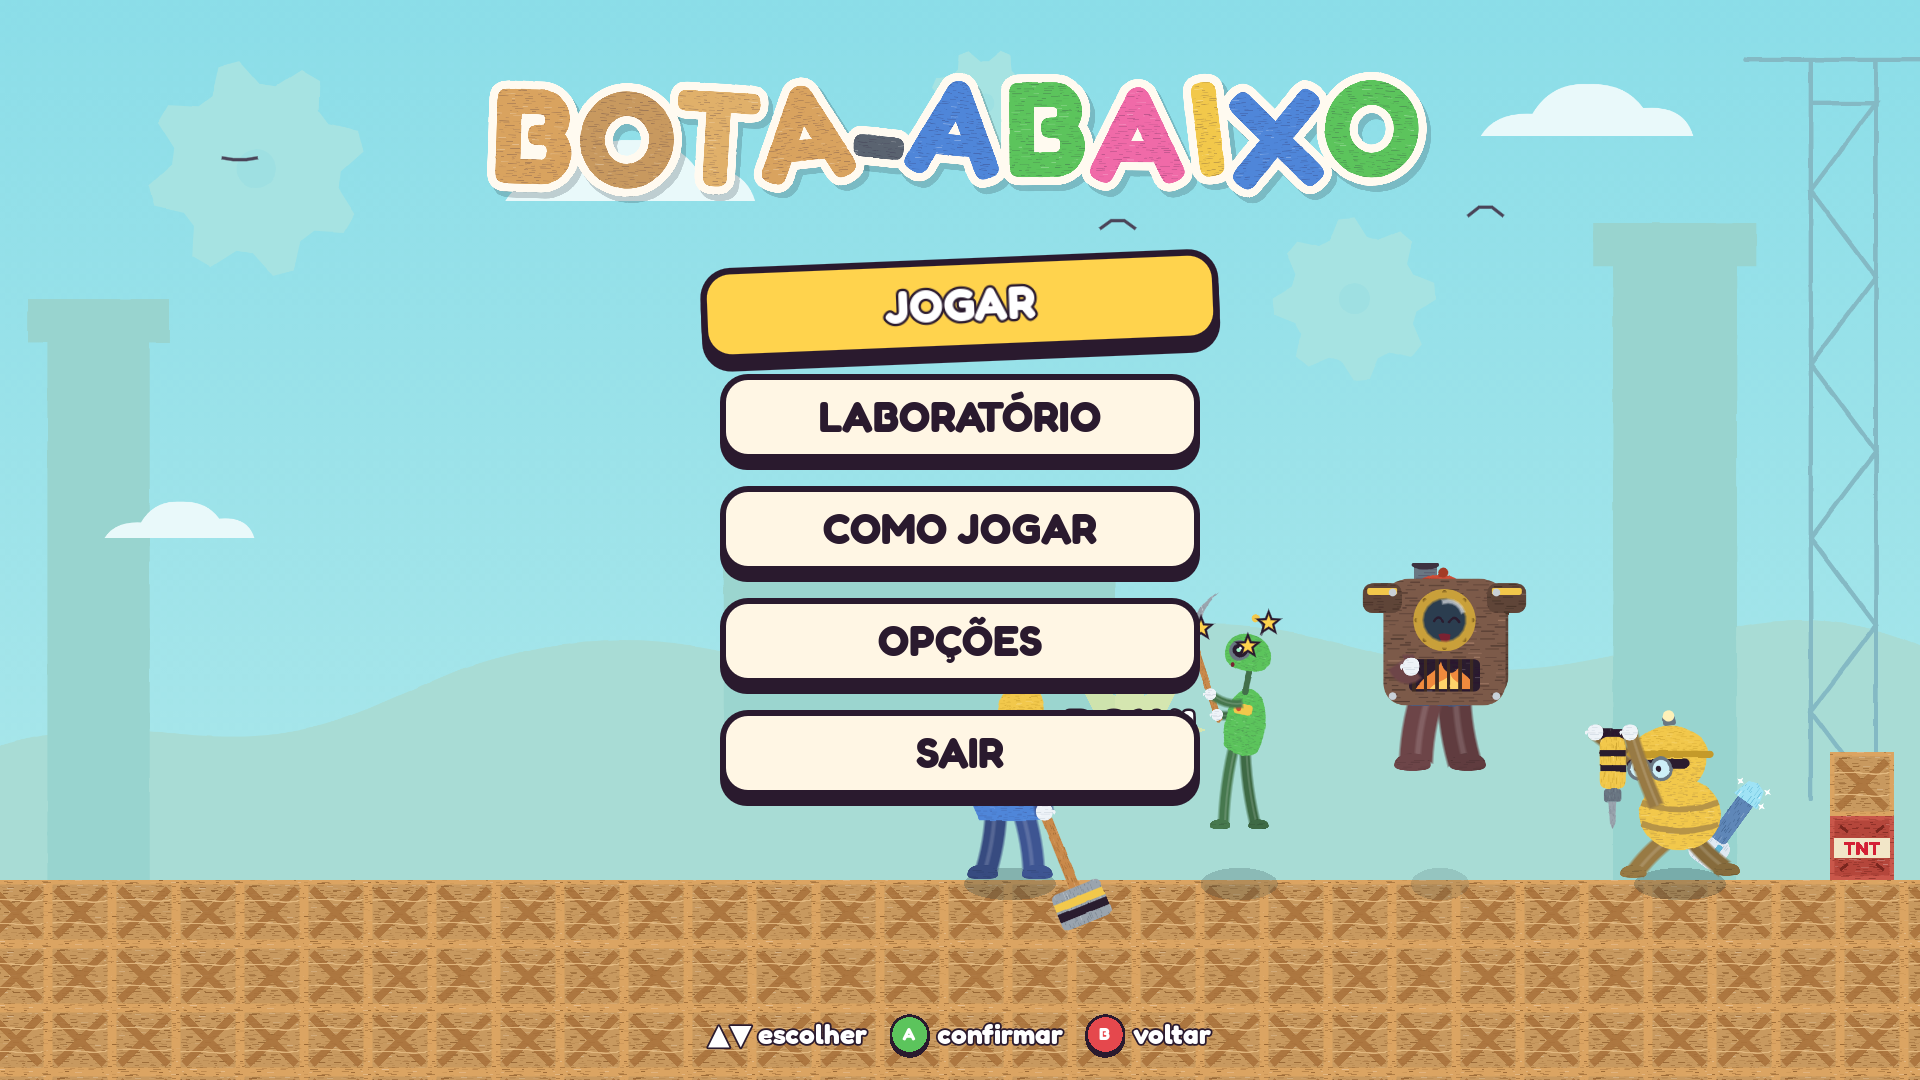 BOTA-ABAIXO
JOGAR
LABORATÓRIO
COMO JOGAR
OPÇÕES
SAIR
TNT
▲▼ escolher A confirmar B voltar